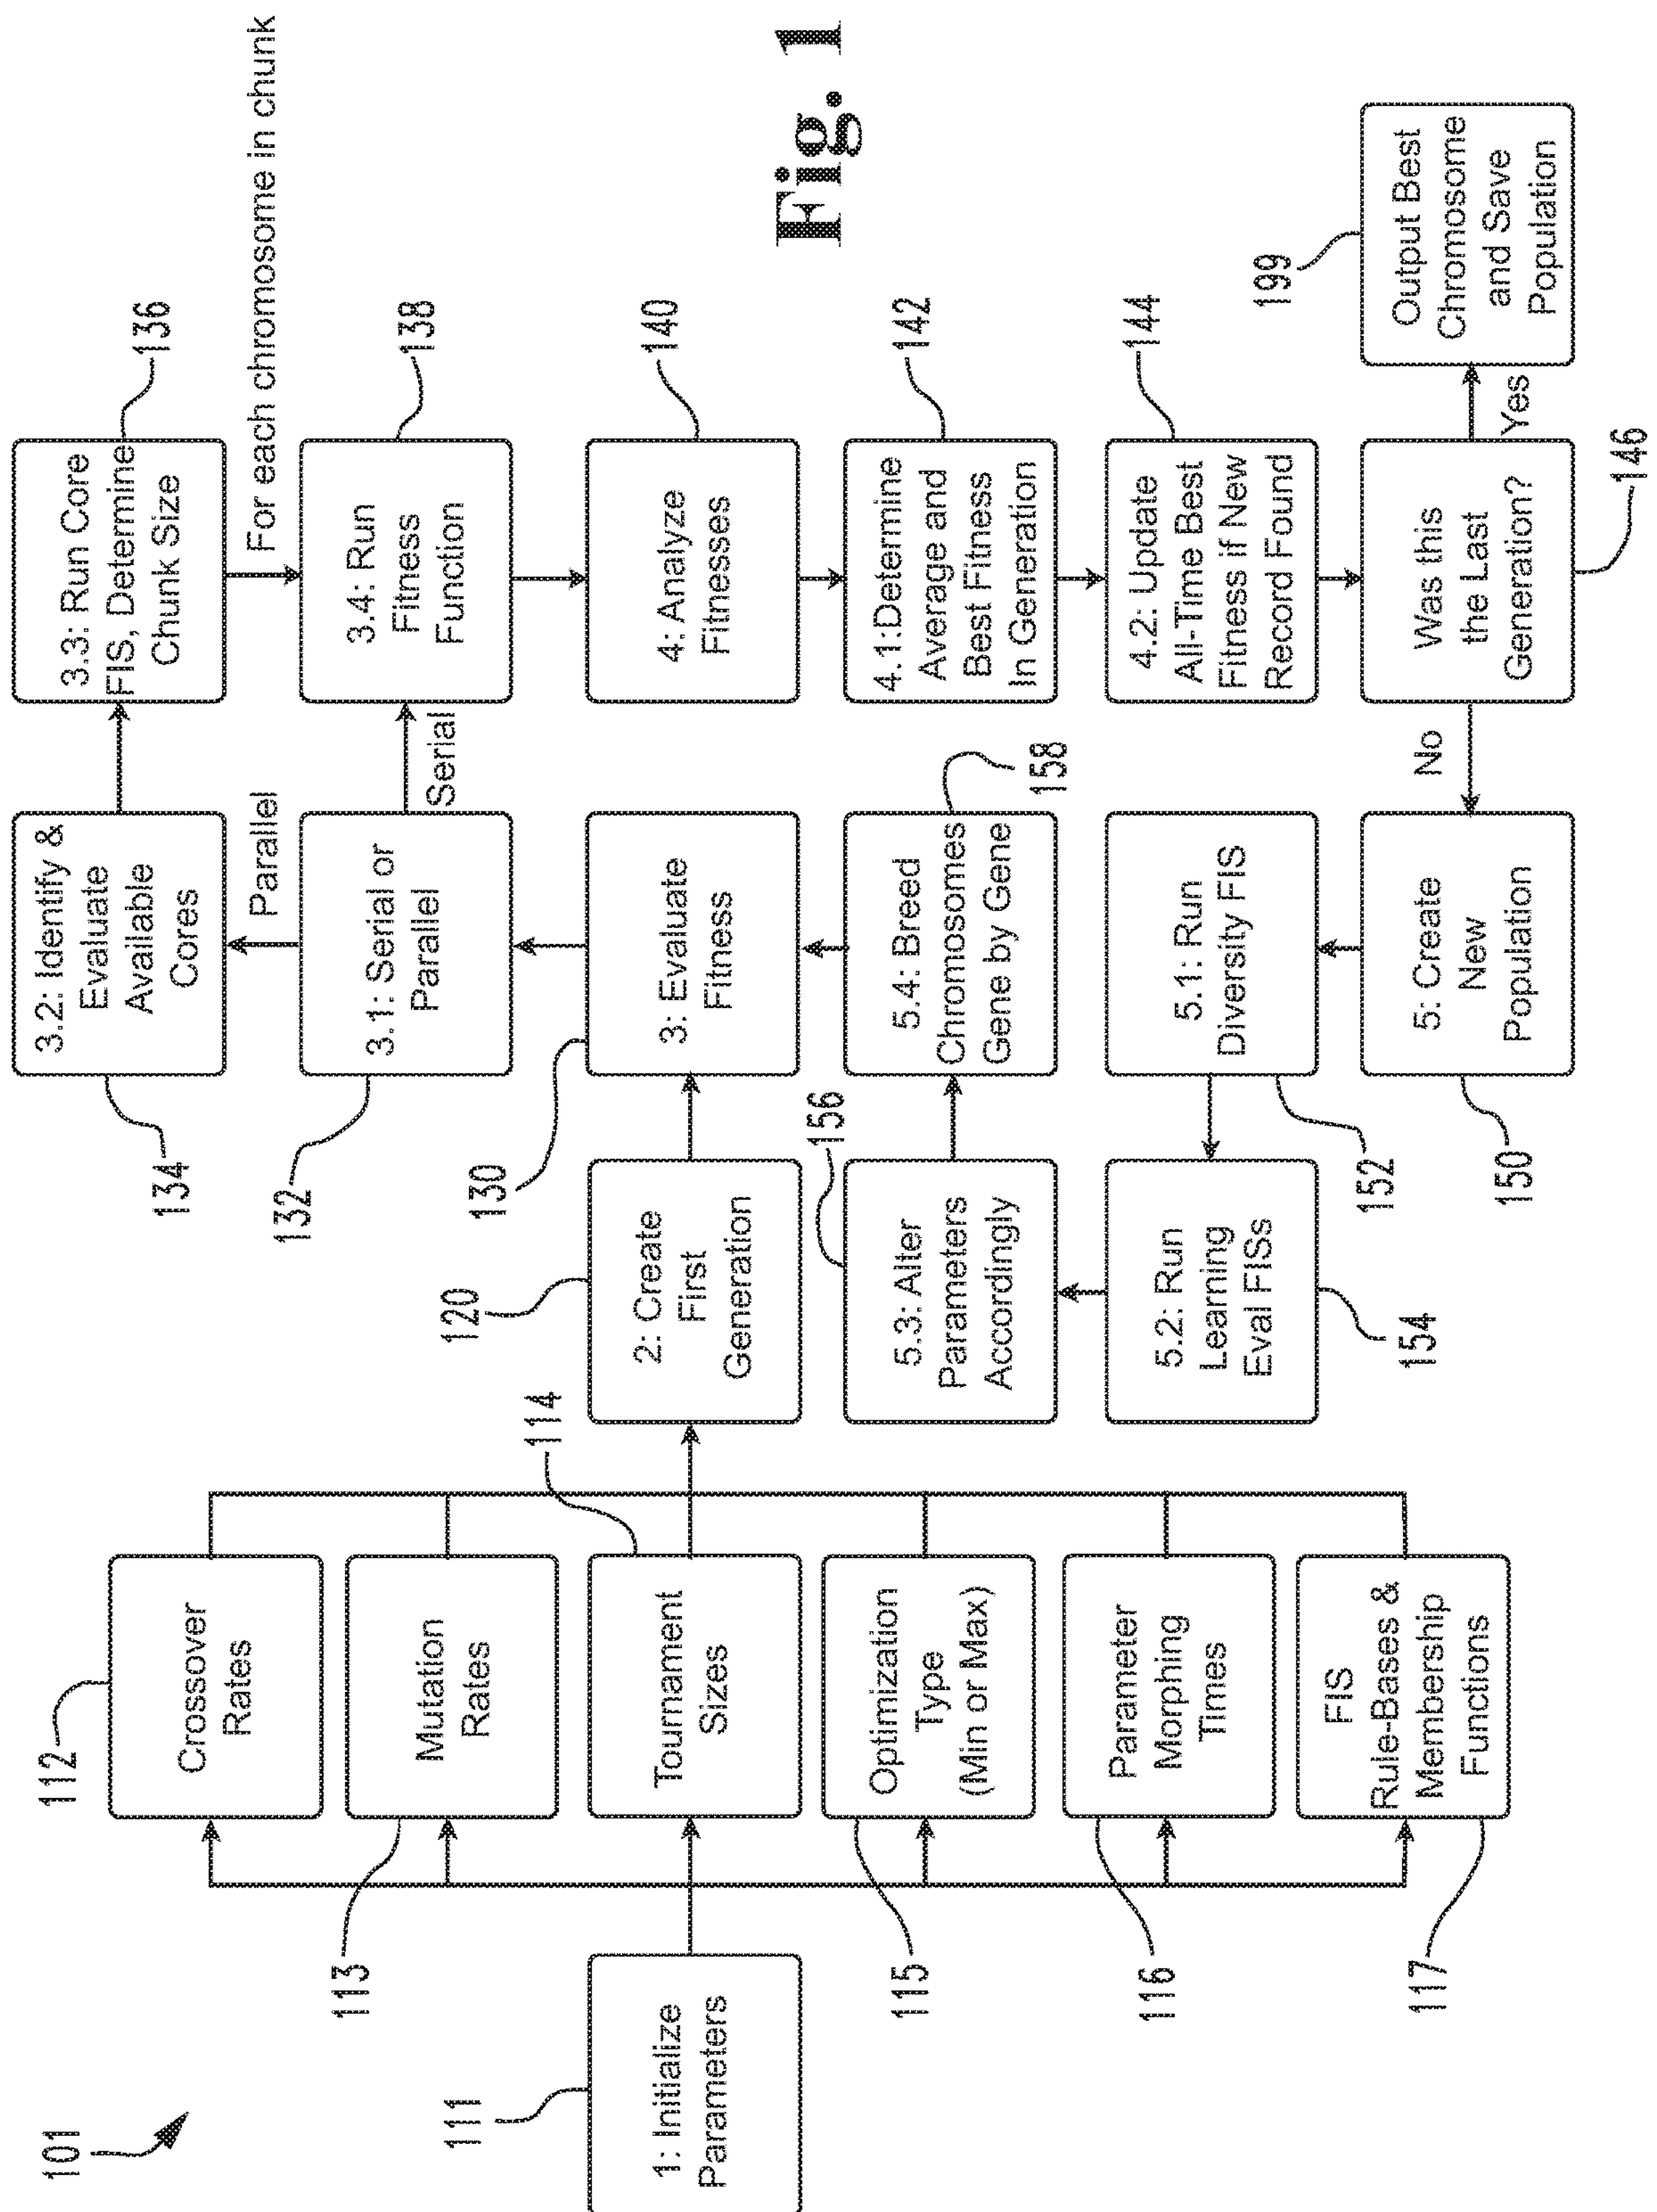 101
111
1: Initialize
Parameters
112
Crossover
Rates
113
Mutation
Rates
114
Tournament
Sizes
115
Optimization
Type
(Min or Max)
116
Parameter
Morphing
Times
117
FIS
Rule-Bases &
Membership
Functions
120
2: Create
First
Generation
130
3: Evaluate
Fitness
132
3.1: Serial or
Parallel
Parallel
Serial
134
3.2: Identify &
Evaluate
Available
Cores
136
3.3: Run Core
FIS, Determine
Chunk Size
For each chromosome in chunk
138
3.4: Run
Fitness
Function
140
4: Analyze
Fitnesses
142
4.1:Determine
Average and
Best Fitness
In Generation
144
4.2: Update
All-Time Best
Fitness if New
Record Found
146
Was this
the Last
Generation?
Yes
No
199
Output Best
Chromosome
and Save
Population
150
5: Create
New
Population
152
5.1: Run
Diversity FIS
154
5.2: Run
Learning
Eval FISs
156
5.3: Alter
Parameters
Accordingly
158
5.4: Breed
Chromosomes
Gene by Gene
Fig. 1